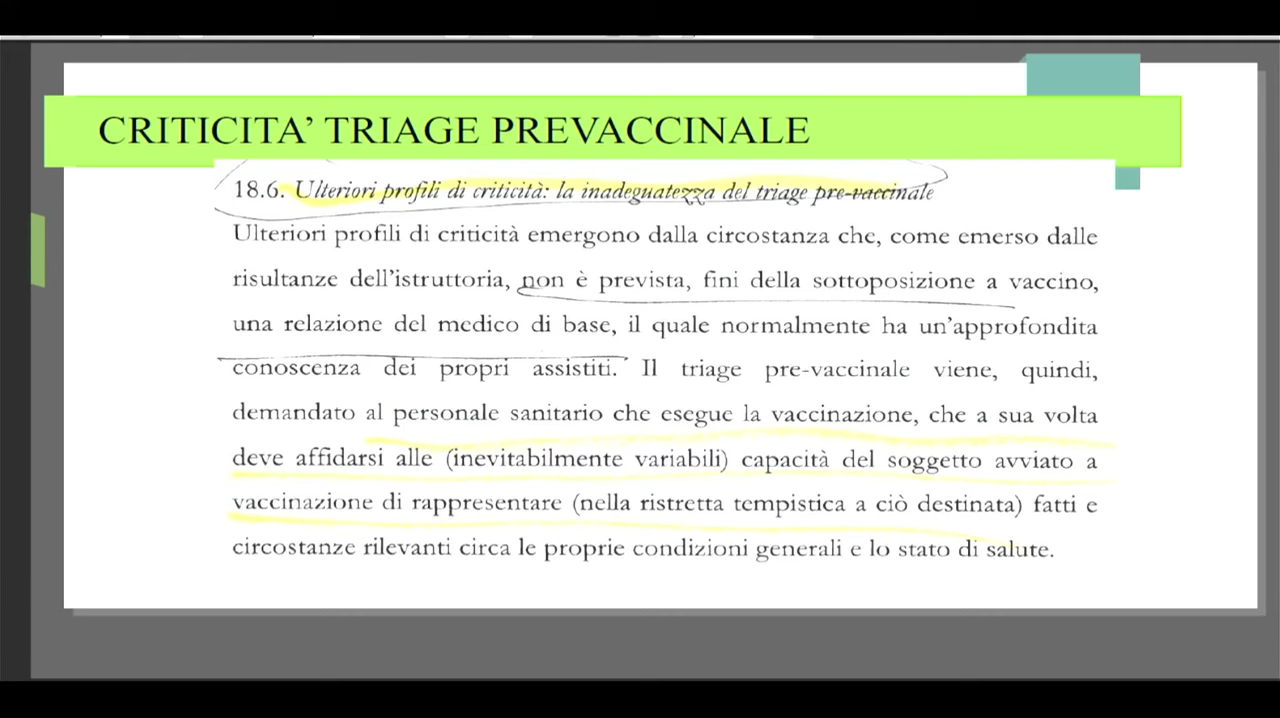 CRITICITA’ TRIAGE PREVACCINALE
18.6. Ulteriori profili di criticità: la inadeguatezza del triage pre-vaccinale
Ulteriori profili di criticità emergono dalla circostanza che, come emerso dalle
risultanze dell’istruttoria, non è prevista, fini della sottoposizione a vaccino,
una relazione del medico di base, il quale normalmente ha un’approfondita
conoscenza dei propri assistiti. Il triage pre-vaccinale viene, quindi,
demandato al personale sanitario che esegue la vaccinazione, che a sua volta
deve affidarsi alle (inevitabilmente variabili) capacità del soggetto avviato a
vaccinazione di rappresentare (nella ristretta tempistica a ciò destinata) fatti e
circostanze rilevanti circa le proprie condizioni generali e lo stato di salute.